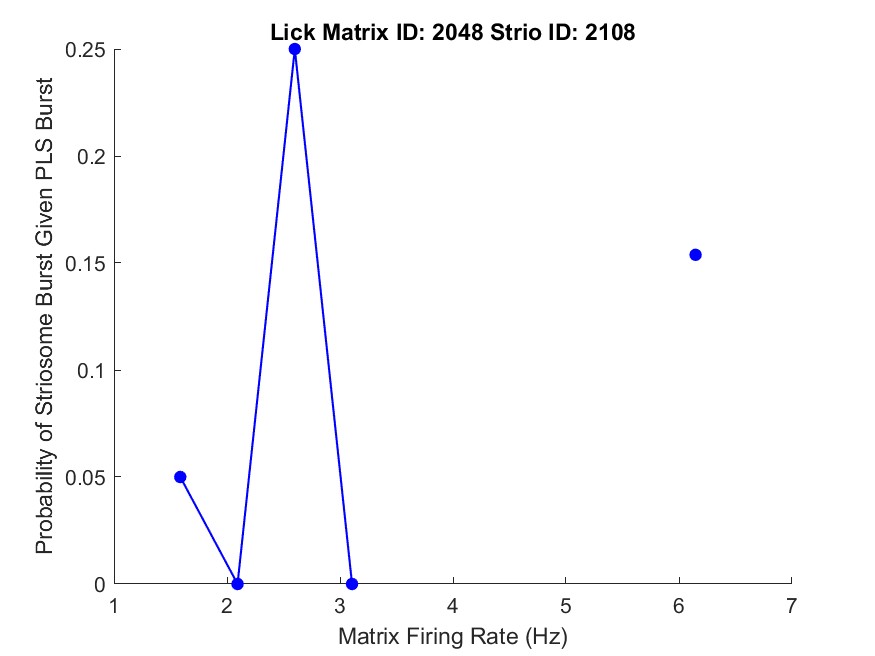 Lick Matrix ID: 2048 Strio ID: 2108
Probability of Striosome Burst Given PLS Burst
0.25
0.2
0.15
0.1
0.05
0
1 2 3 4 5 6 7
Matrix Firing Rate (Hz)